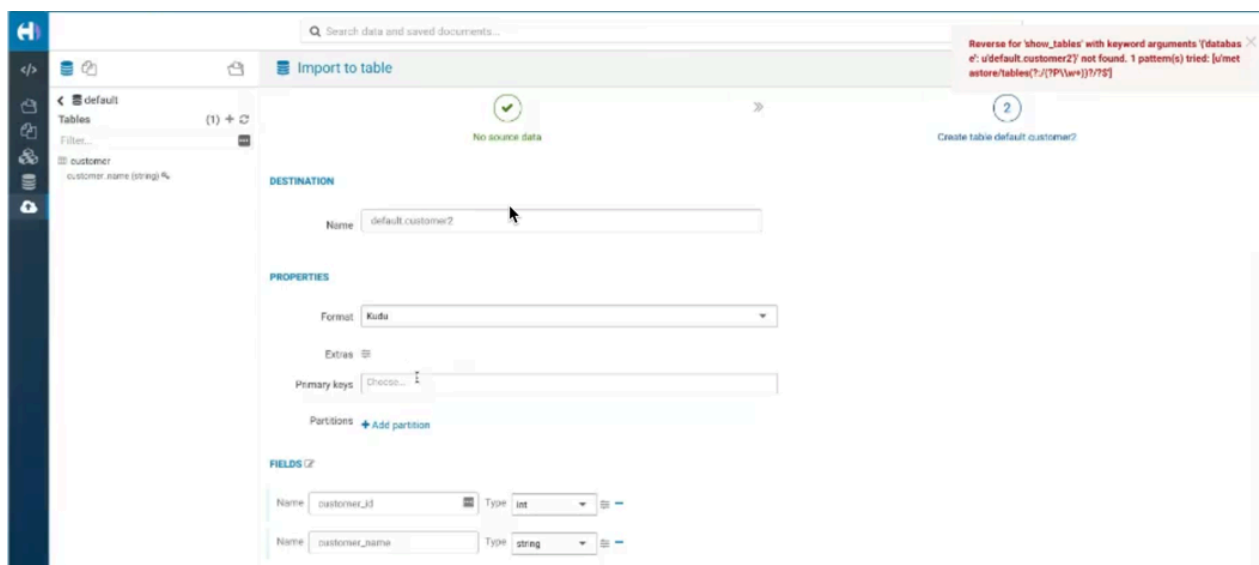 Search data and saved documents...
Reverse for 'show_tables' with keyword arguments '{'databas
e': u'default.customer2'}' not found. 1 pattern(s) tried: [u'met
astore/tables(?:/(?P\\w+))?/?$']
</>
Import to table
default
Tables (1)
Filter...
customer
customer.name (string)
No source data
2
Create table default.customer2
DESTINATION
Name default.customer2
PROPERTIES
Format Kudu
Extras
Primary keys Choose...
Partitions + Add partition
FIELDS
Name customer_id Type int
Name customer_name Type string